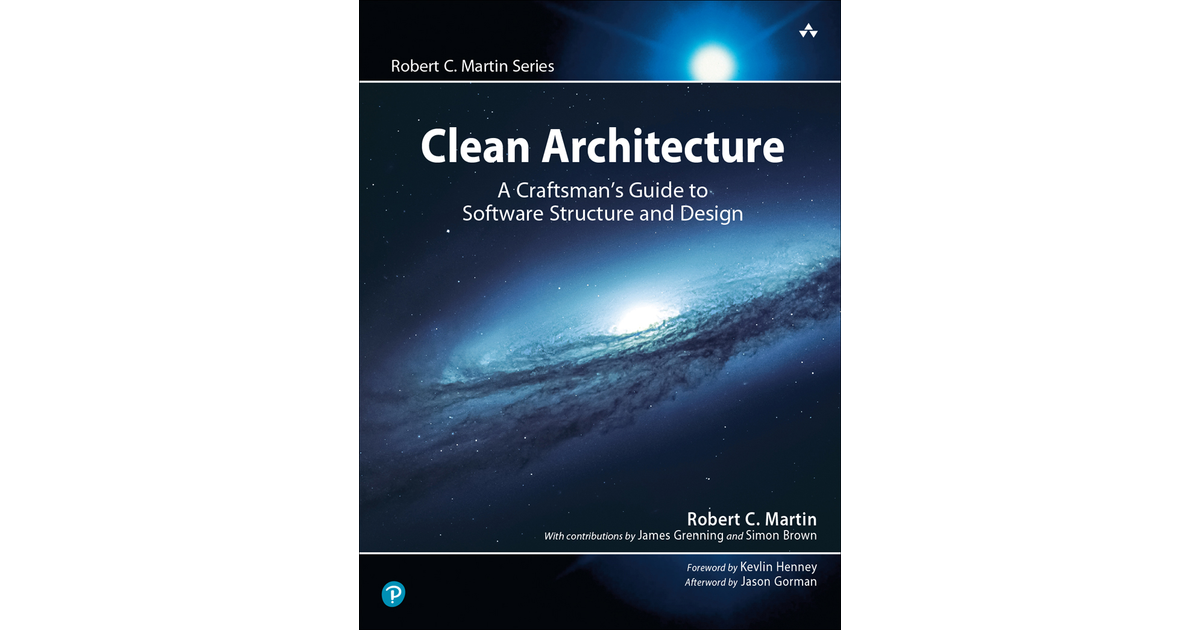 Robert C. Martin Series
Clean Architecture
A Craftsman's Guide to
Software Structure and Design
Robert C. Martin
With contributions by James Grenning and Simon Brown
Foreword by Kevlin Henney
Afterword by Jason Gorman